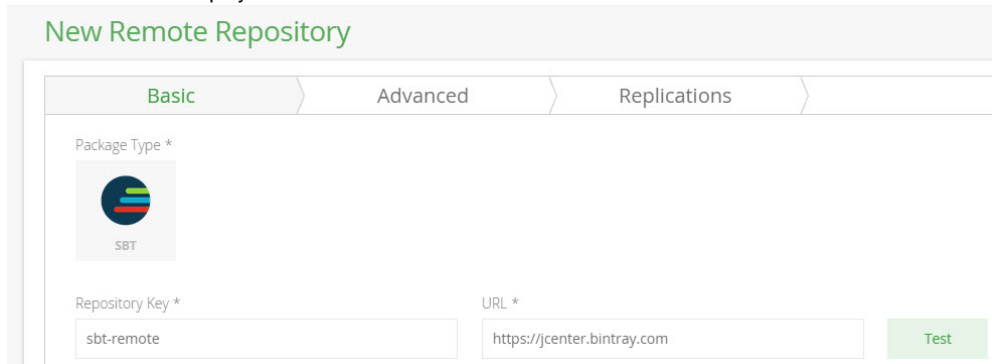 New Remote Repository
Basic Advanced Replications
Package Type *
SBT
Repository Key * URL *
sbt-remote https://jcenter.bintray.com Test